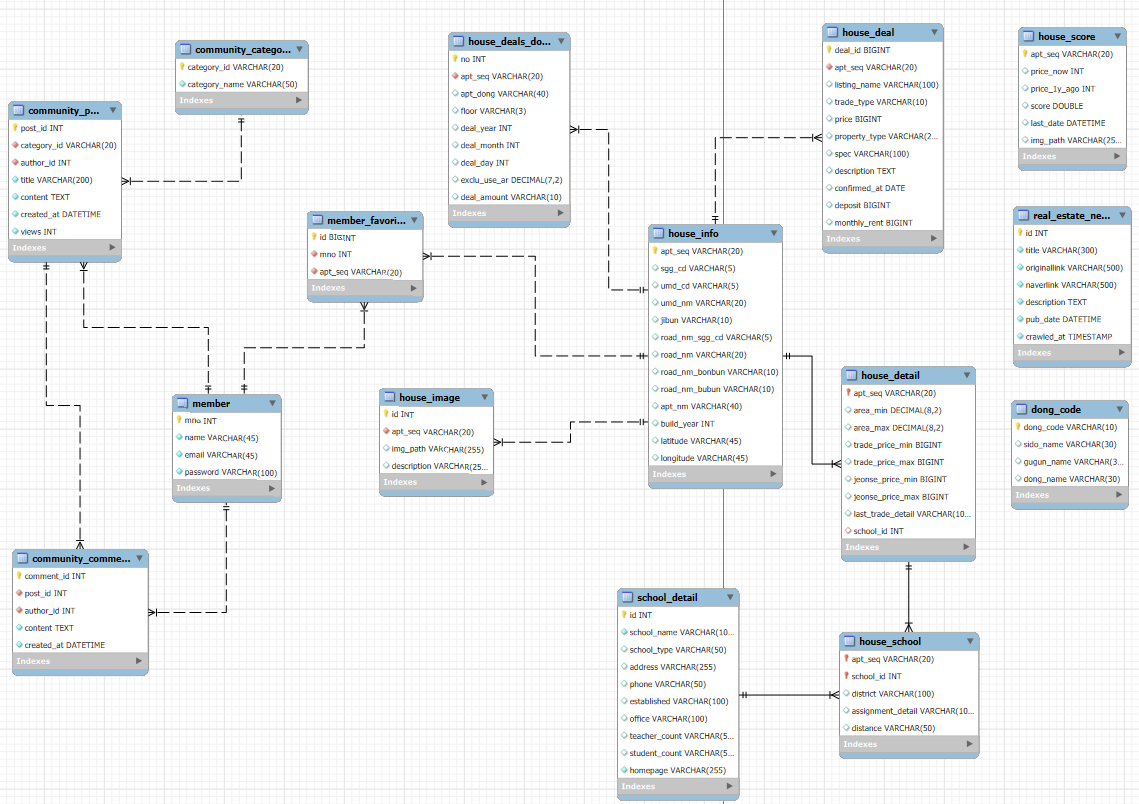 community_catego...
category_id VARCHAR(20)
category_name VARCHAR(50)
Indexes
community_p...
post_id INT
category_id VARCHAR(20)
author_id INT
title VARCHAR(200)
content TEXT
created_at DATETIME
views INT
Indexes
house_deals_do...
no INT
apt_seq VARCHAR(20)
apt_dong VARCHAR(40)
floor VARCHAR(3)
deal_year INT
deal_month INT
deal_day INT
exclu_use_ar DECIMAL(7,2)
deal_amount VARCHAR(10)
Indexes
house_deal
deal_id BIGINT
apt_seq VARCHAR(20)
listing_name VARCHAR(100)
trade_type VARCHAR(10)
price BIGINT
property_type VARCHAR(2...
spec VARCHAR(100)
description TEXT
confirmed_at DATE
deposit BIGINT
monthly_rent BIGINT
Indexes
house_score
apt_seq VARCHAR(20)
price_now INT
price_1y_ago INT
score DOUBLE
last_date DATETIME
img_path VARCHAR(25...
Indexes
member_favori...
id BIGINT
mno INT
apt_seq VARCHAR(20)
Indexes
house_info
apt_seq VARCHAR(20)
sgg_cd VARCHAR(5)
umd_cd VARCHAR(5)
umd_nm VARCHAR(20)
jibun VARCHAR(10)
road_nm_sgg_cd VARCHAR(5)
road_nm VARCHAR(20)
road_nm_bonbun VARCHAR(10)
road_nm_bubun VARCHAR(10)
apt_nm VARCHAR(40)
build_year INT
latitude VARCHAR(45)
longitude VARCHAR(45)
Indexes
real_estate_ne...
id INT
title VARCHAR(300)
originallink VARCHAR(500)
naverlink VARCHAR(500)
description TEXT
pub_date DATETIME
crawled_at TIMESTAMP
Indexes
member
mno INT
name VARCHAR(45)
email VARCHAR(45)
password VARCHAR(100)
Indexes
house_image
id INT
apt_seq VARCHAR(20)
img_path VARCHAR(255)
description VARCHAR(25...
Indexes
house_detail
apt_seq VARCHAR(20)
area_min DECIMAL(8,2)
area_max DECIMAL(8,2)
trade_price_min BIGINT
trade_price_max BIGINT
jeonse_price_min BIGINT
jeonse_price_max BIGINT
last_trade_detail VARCHAR(10...
school_id INT
Indexes
dong_code
dong_code VARCHAR(10)
sido_name VARCHAR(30)
gugun_name VARCHAR(3...
dong_name VARCHAR(30)
Indexes
community_comme...
comment_id INT
post_id INT
author_id INT
content TEXT
created_at DATETIME
Indexes
school_detail
id INT
school_name VARCHAR(10...
school_type VARCHAR(50)
address VARCHAR(255)
phone VARCHAR(50)
established VARCHAR(100)
office VARCHAR(100)
teacher_count VARCHAR(5...
student_count VARCHAR(5...
homepage VARCHAR(255)
Indexes
house_school
apt_seq VARCHAR(20)
school_id INT
district VARCHAR(100)
assignment_detail VARCHAR(10...
distance VARCHAR(50)
Indexes